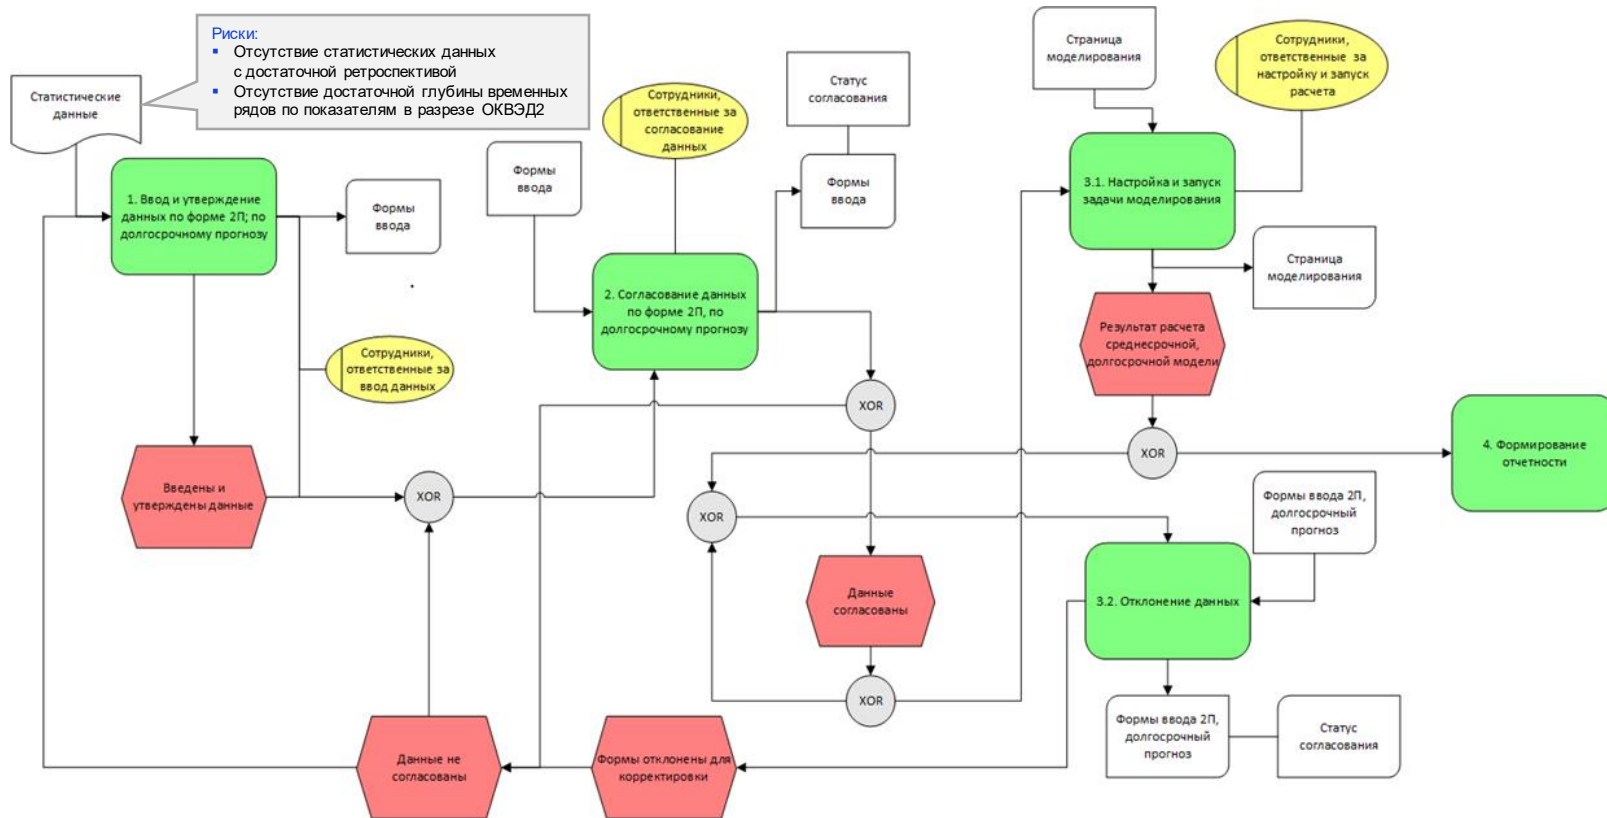 Риски:
Отсутствие статистических данных
с достаточной ретроспективой
Отсутствие достаточной глубины временных
рядов по показателям в разрезе ОКВЭД2
Статистические
данные
1. Ввод и утверждение
данных по форме 2П; по
долгосрочному прогнозу
Формы
ввода
Сотрудники,
ответственные за
ввод данных
Введены и
утверждены данные
XOR
Формы
ввода
Сотрудники,
ответственные за
согласование
данных
Статус
согласования
Формы
ввода
2. Согласование данных
по форме 2П, по
долгосрочному прогнозу
XOR
Страница
моделирования
Сотрудники,
ответственные за
настройку и запуск
расчета
3.1. Настройка и запуск
задачи моделирования
Страница
моделирования
Результат расчета
среднесрочной,
долгосрочной модели
XOR
4. Формирование
отчетности
XOR
Формы ввода 2П,
долгосрочный
прогноз
Данные
согласованы
3.2. Отклонение данных
XOR
Формы ввода 2П,
долгосрочный
прогноз
Статус
согласования
Данные не
согласованы
Формы отклонены для
корректировки